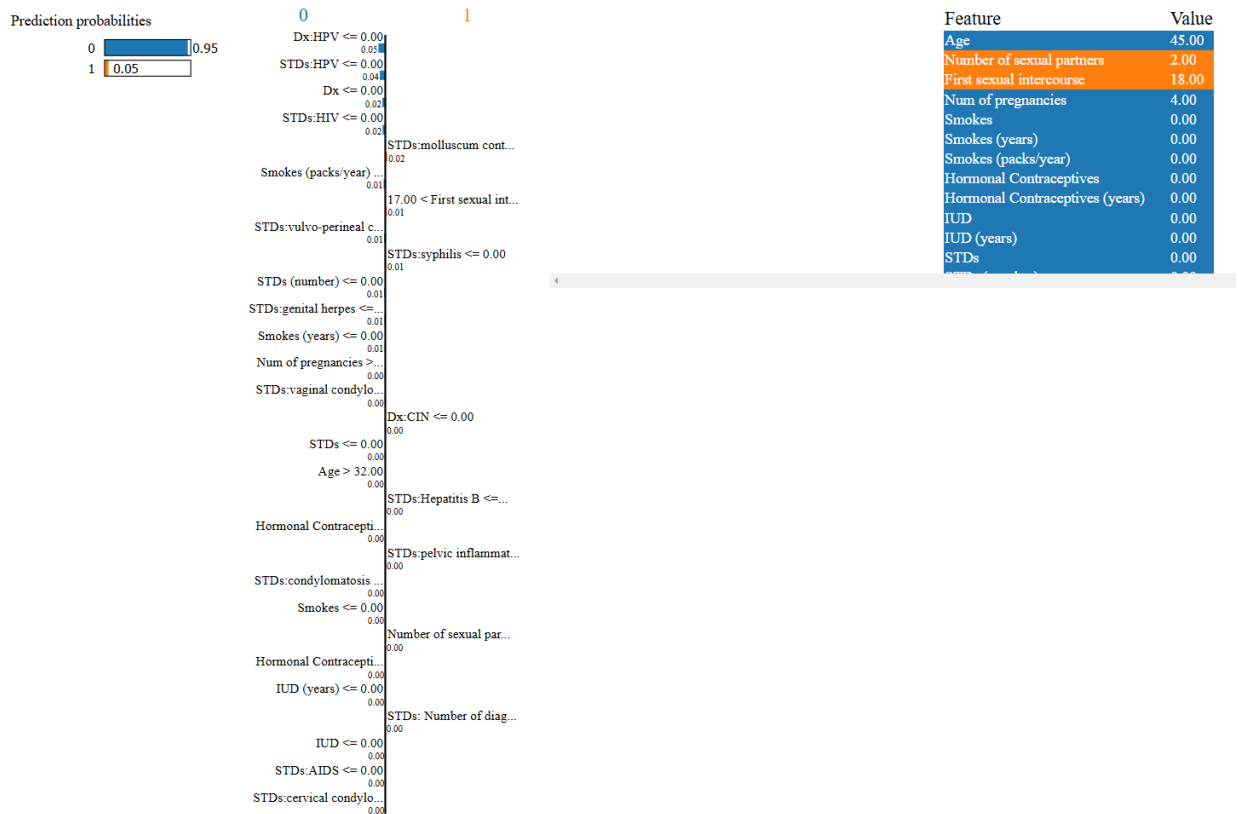 Prediction probabilities
0 0.95
1 0.05
0 1
Dx:HPV <= 0.00
0.05
STDs:HPV <= 0.00
0.04
Dx <= 0.00
0.02
STDs:HIV <= 0.00
0.02
STDs:molluscum cont...
0.02
Smokes (packs/year) ...
0.01
17.00 < First sexual int...
0.01
STDs:vulvo-perineal c...
0.01
STDs:syphilis <= 0.00
0.01
STDs (number) <= 0.00
0.01
STDs:genital herpes <=...
0.01
Smokes (years) <= 0.00
0.01
Num of pregnancies >...
0.00
STDs:vaginal condylo...
0.00
Dx:CIN <= 0.00
0.00
STDs <= 0.00
0.00
Age > 32.00
0.00
STDs:Hepatitis B <=...
0.00
Hormonal Contracepti...
0.00
STDs:pelvic inflammat...
0.00
STDs:condylomatosis ...
0.00
Smokes <= 0.00
0.00
Number of sexual par...
0.00
Hormonal Contracepti...
0.00
IUD (years) <= 0.00
0.00
STDs: Number of diag...
0.00
IUD <= 0.00
0.00
STDs:AIDS <= 0.00
0.00
STDs:cervical condylo...
0.00
Feature Value
Age 45.00
Number of sexual partners 2.00
First sexual intercourse 18.00
Num of pregnancies 4.00
Smokes 0.00
Smokes (years) 0.00
Smokes (packs/year) 0.00
Hormonal Contraceptives 0.00
Hormonal Contraceptives (years) 0.00
IUD 0.00
IUD (years) 0.00
STDs 0.00